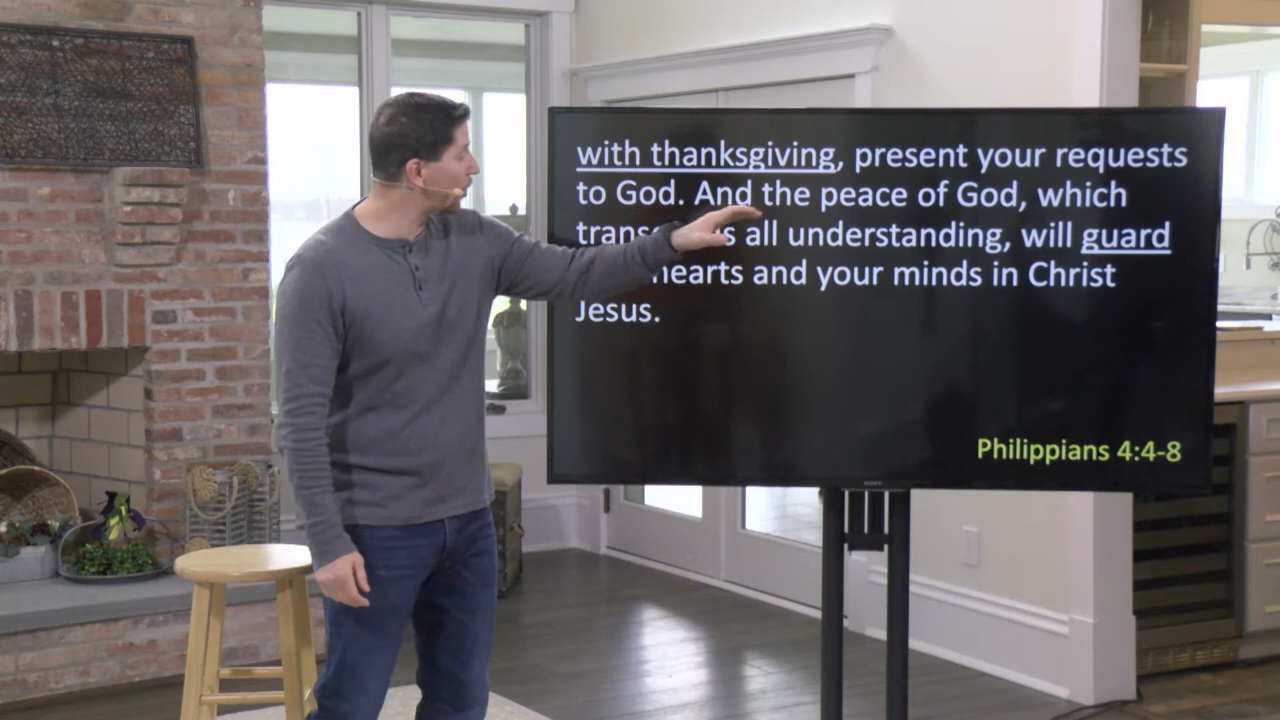 with thanksgiving, present your requests
to God. And the peace of God, which
all understanding, will guard
hearts and your minds in Christ
Jesus.
Philippians 4:4-8
SONY